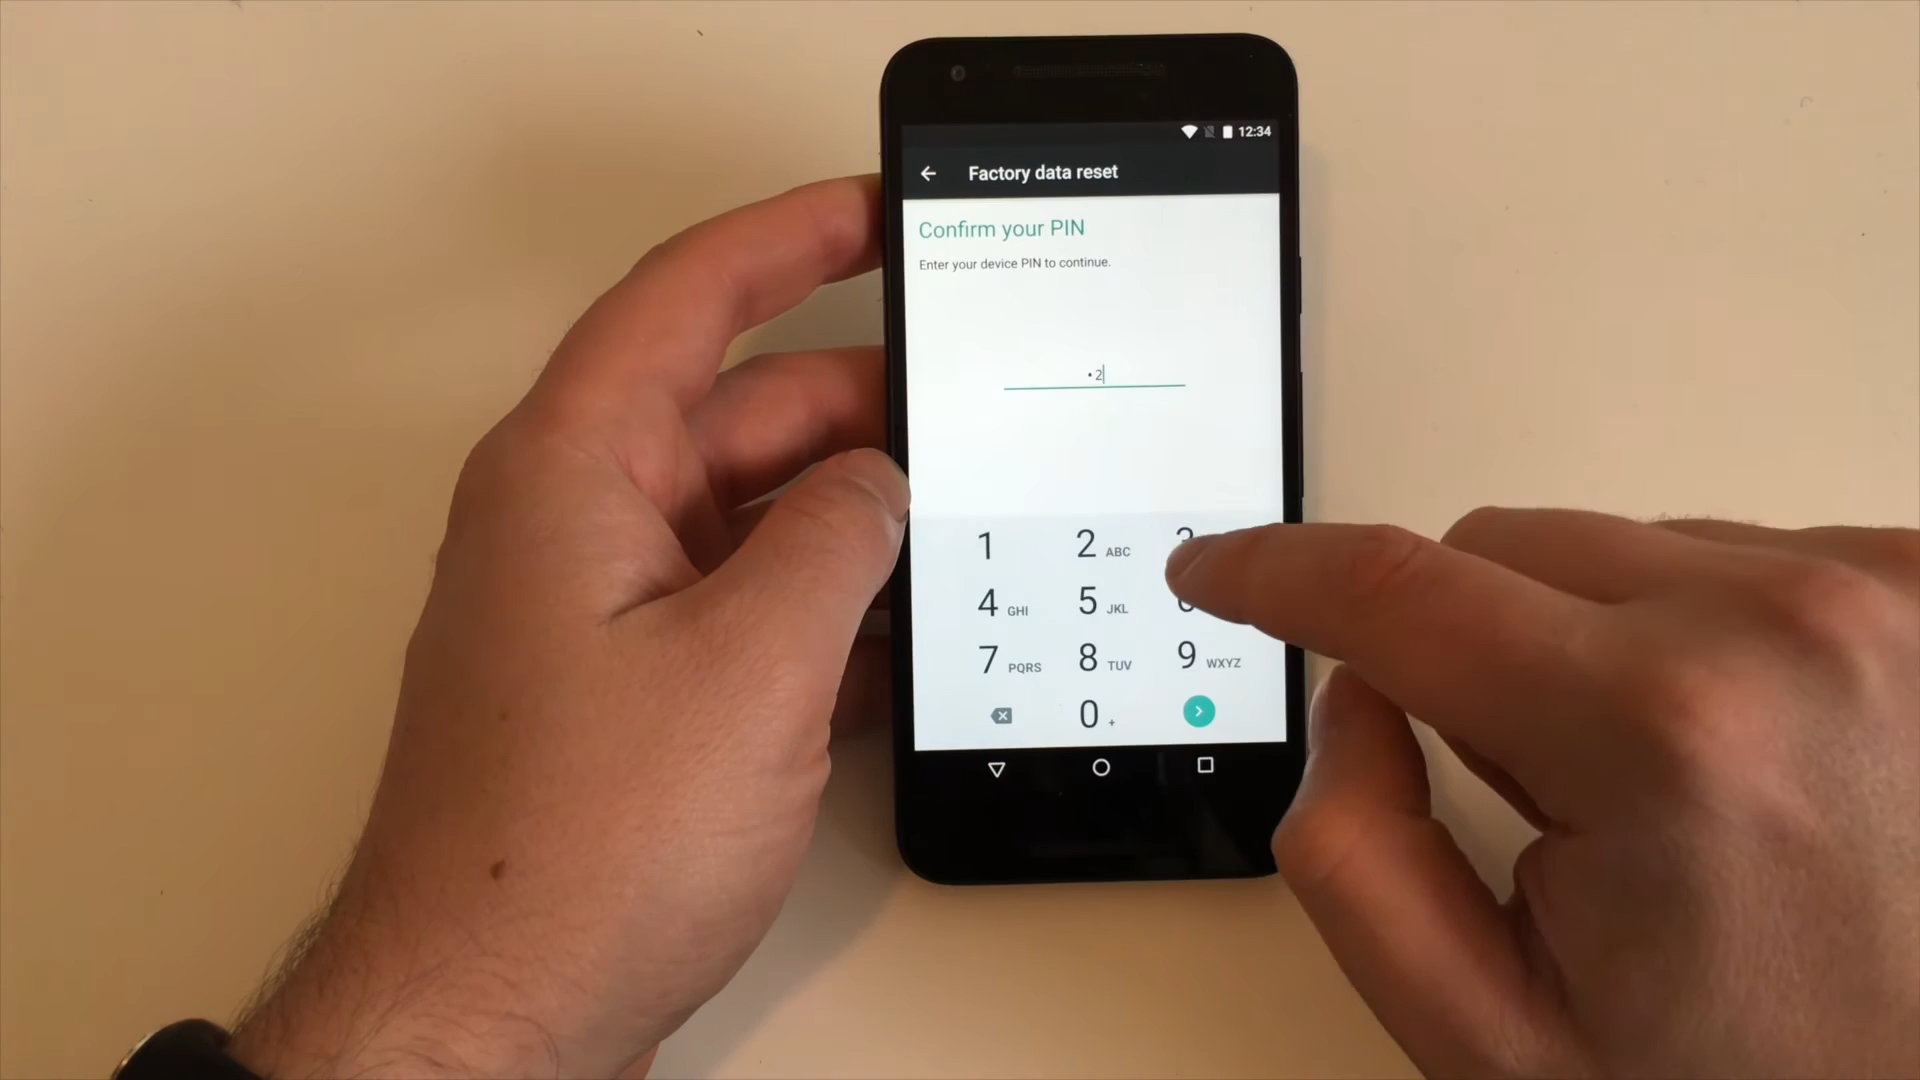 12:34
Factory data reset
Confirm your PIN
Enter your device PIN to continue.
•2
1 2 ABC 3
4 GHI 5 JKL
7 PQRS 8 TUV 9 WXYZ
0 +